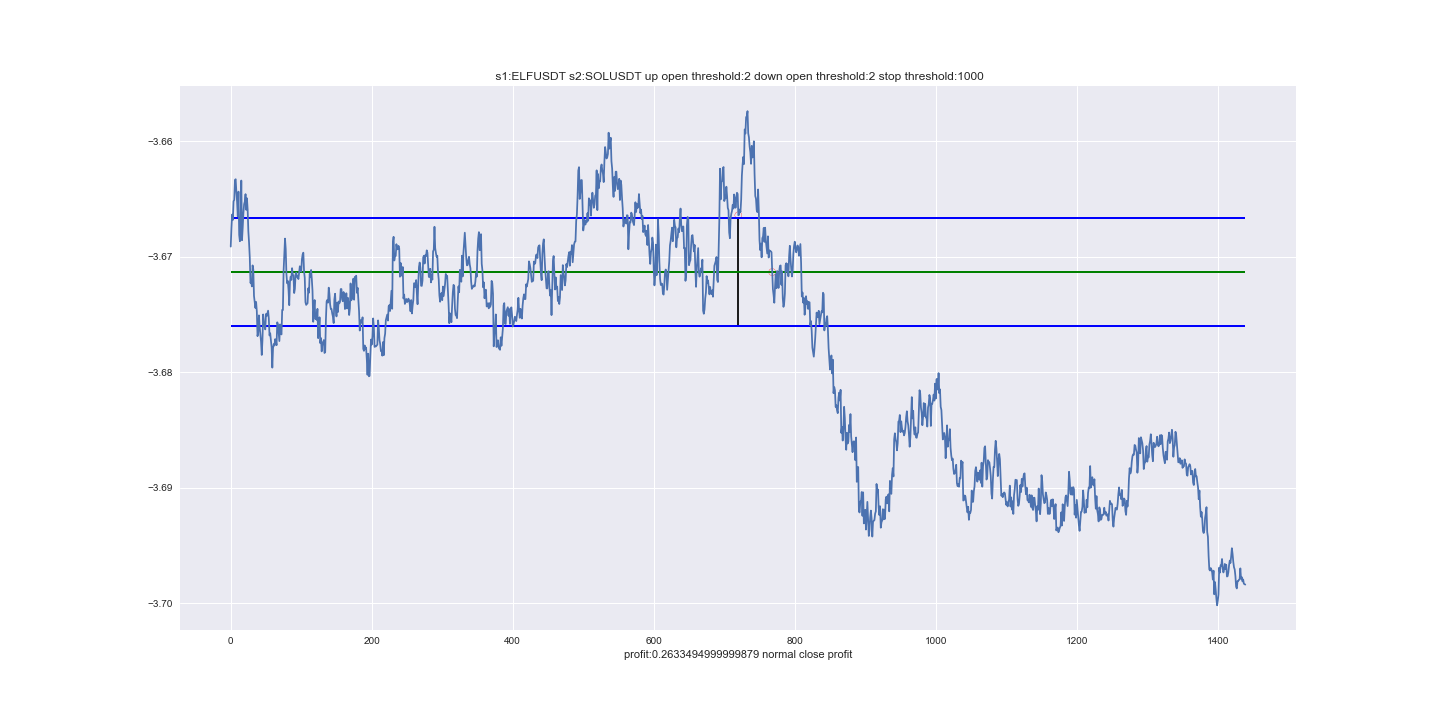 s1:ELFUSDT s2:SOLUSDT up open threshold:2 down open threshold:2 stop threshold:1000
−3.66
−3.67
−3.68
−3.69
−3.70
0 200 400 600 800 1000 1200 1400
profit:0.2633494999999879 normal close profit